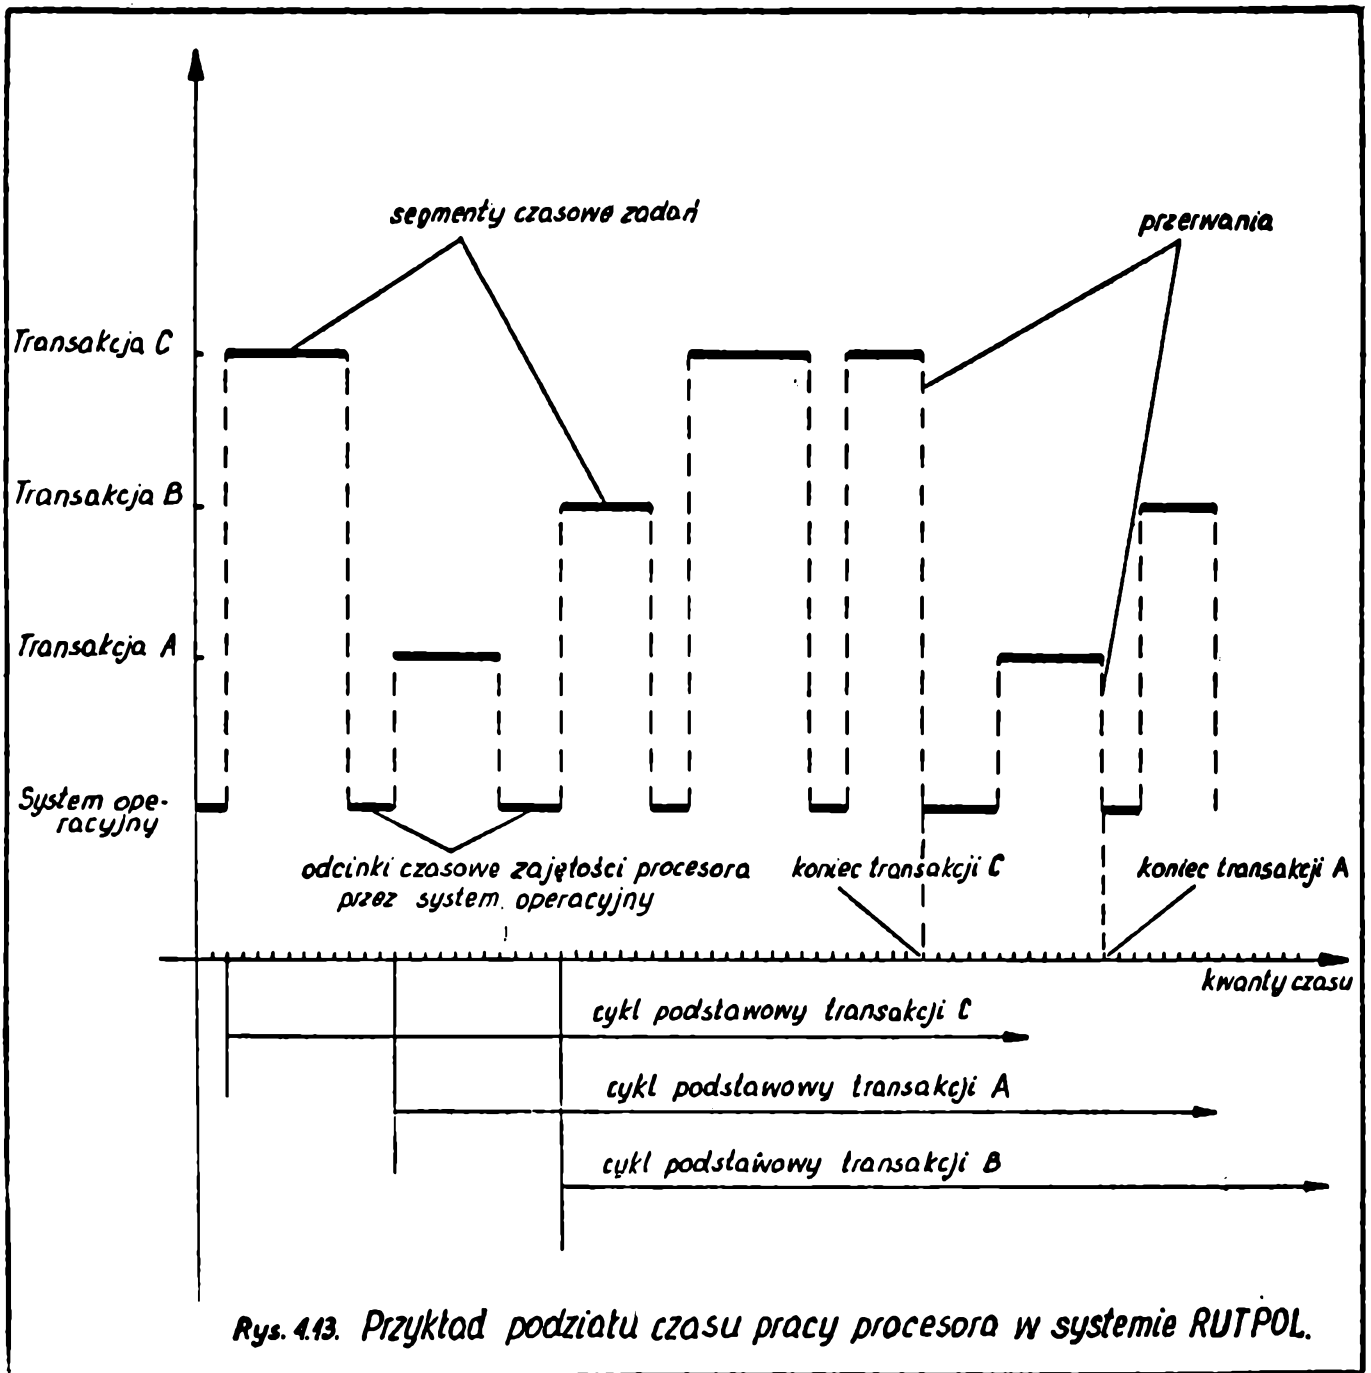 segmenty czasowe zadań
przerwania
Transakcja C
Transakcja B
Transakcja A
System ope-
racyjny
odcinki czasowe zajętości procesora
przez system operacyjny
koniec transakcji C
koniec transakcji A
kwanty czasu
cykl podstawowy transakcji C
cykl podstawowy transakcji A
cykl podstawowy transakcji B
Rys. 4.13. Przykład podziału czasu pracy procesora w systemie RUTPOL.